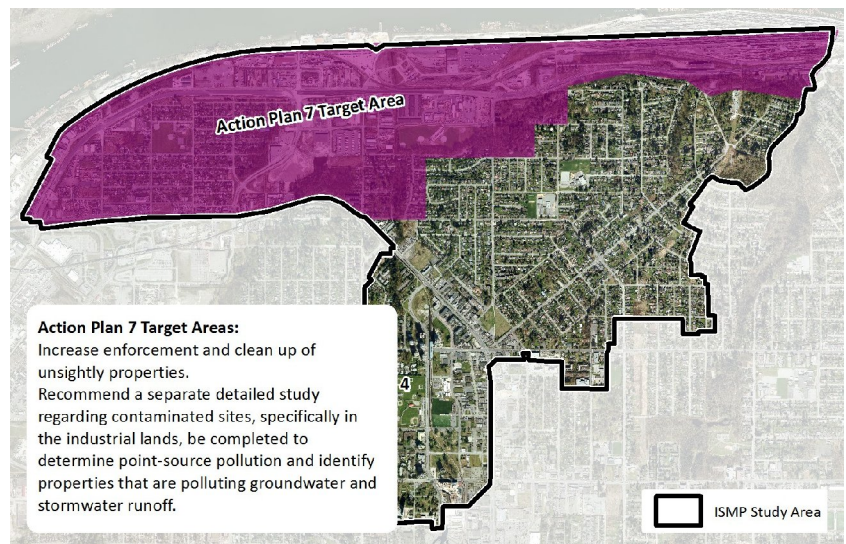 Action Plan 7 Target Area
Action Plan 7 Target Areas:
Increase enforcement and clean up of
unsightly properties.
Recommend a separate detailed study
regarding contaminated sites, specifically in
the industrial lands, be completed to
determine point-source pollution and identify
properties that are polluting groundwater and
stormwater runoff.
4
ISMP Study Area